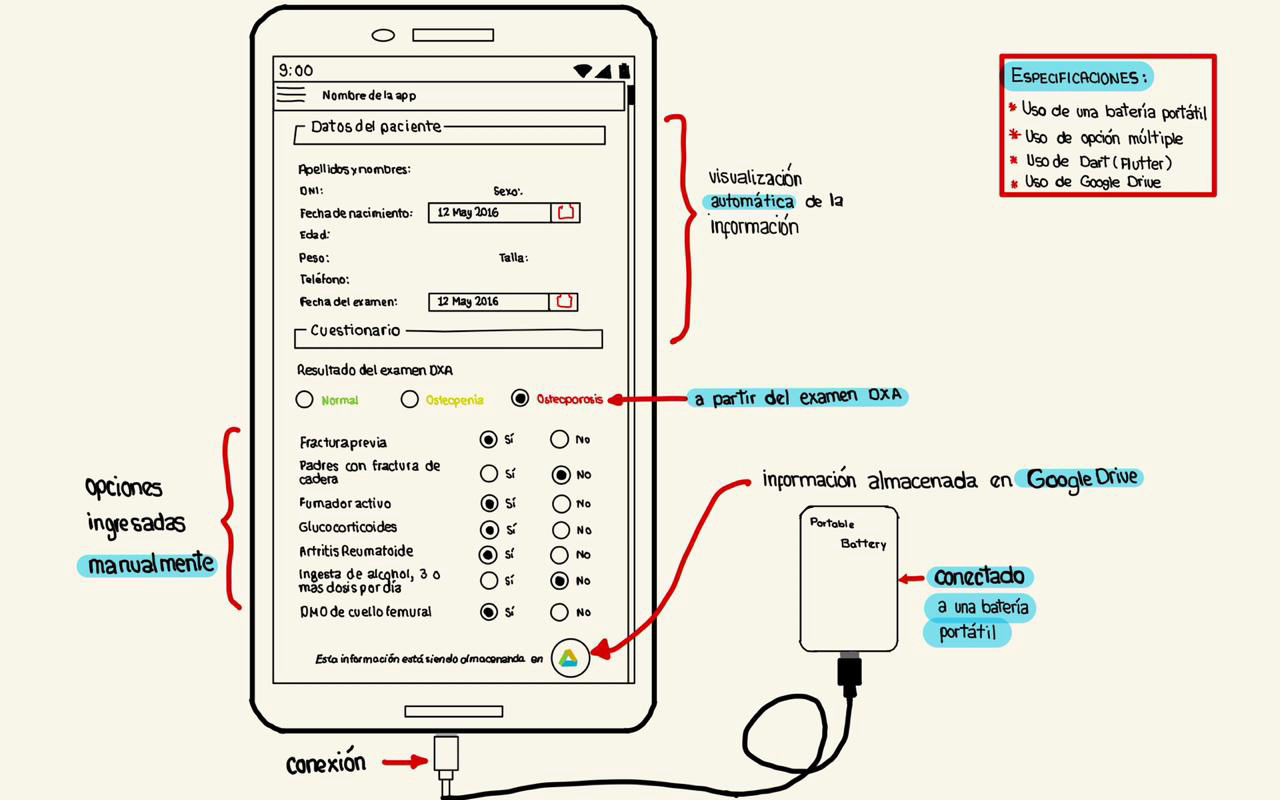 9:00
Nombre de la app
Datos del paciente
Apellidos y nombres:
DNI:
Sexo:
Fecha de nacimiento:
12 May 2016
Edad:
Peso:
Talla:
Teléfono:
Fecha del examen:
12 May 2016
Cuestionario
Resultado del examen DXA
Normal
Osteopenia
Osteoporosis
Fractura previa
Sí
No
Padres con fractura de
cadera
Sí
No
Fumador activo
Sí
No
Glucocorticoides
Sí
No
Artritis Reumatoide
Sí
No
Ingesta de alcohol, 3 o
más dosis por día
Sí
No
DMO de cuello femural
Sí
No
Esta información está siendo almacenanda en
visualización
automática de la
información
a partir del examen DXA
opciones
ingresadas
manualmente
información almacenada en Google Drive
Portable
Battery
conectado
a una batería
portátil
conexión
ESPECIFICACIONES:
* Uso de una batería portátil
* Uso de opción múltiple
* Uso de Dart (Flutter)
* Uso de Google Drive